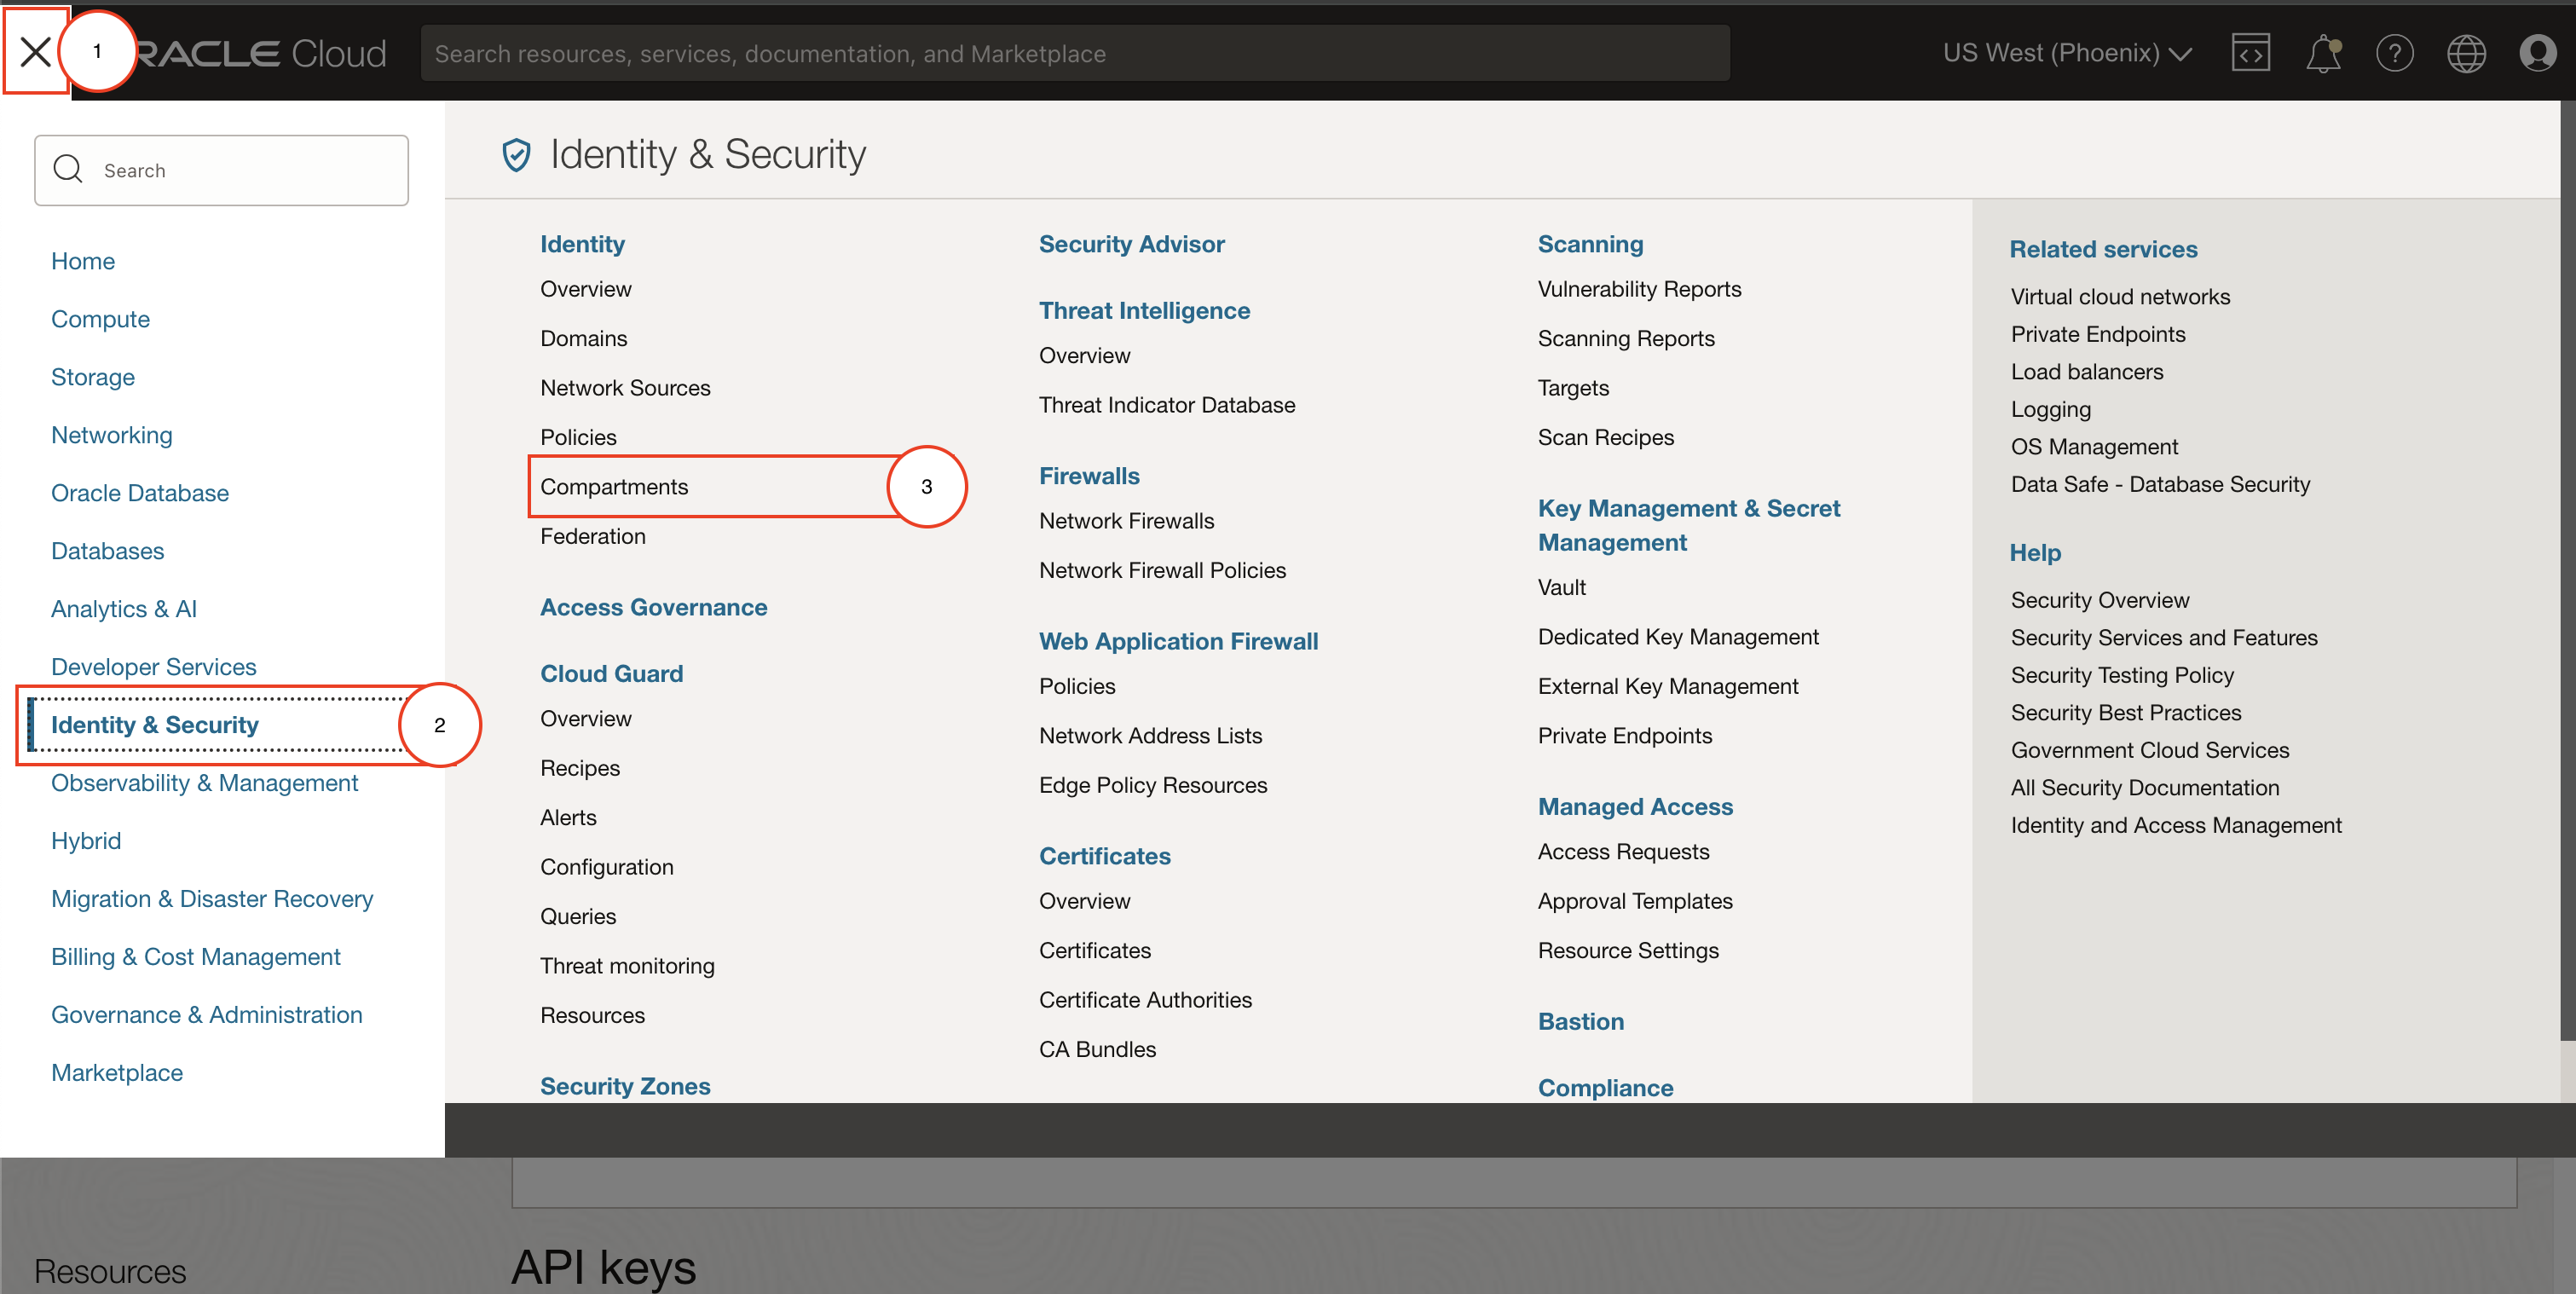 1
RACLE Cloud
Search resources, services, documentation, and Marketplace
US West (Phoenix)
Search
Home
Compute
Storage
Networking
Oracle Database
Databases
Analytics & AI
Developer Services
Identity & Security
2
Observability & Management
Hybrid
Migration & Disaster Recovery
Billing & Cost Management
Governance & Administration
Marketplace
Identity & Security
Identity
Overview
Domains
Network Sources
Policies
Compartments
3
Federation
Access Governance
Cloud Guard
Overview
Recipes
Alerts
Configuration
Queries
Threat monitoring
Resources
Security Zones
Security Advisor
Threat Intelligence
Overview
Threat Indicator Database
Firewalls
Network Firewalls
Network Firewall Policies
Web Application Firewall
Policies
Network Address Lists
Edge Policy Resources
Certificates
Overview
Certificates
Certificate Authorities
CA Bundles
Scanning
Vulnerability Reports
Scanning Reports
Targets
Scan Recipes
Key Management & Secret
Management
Vault
Dedicated Key Management
External Key Management
Private Endpoints
Managed Access
Access Requests
Approval Templates
Resource Settings
Bastion
Compliance
Related services
Virtual cloud networks
Private Endpoints
Load balancers
Logging
OS Management
Data Safe - Database Security
Help
Security Overview
Security Services and Features
Security Testing Policy
Security Best Practices
Government Cloud Services
All Security Documentation
Identity and Access Management
Resources
API keys